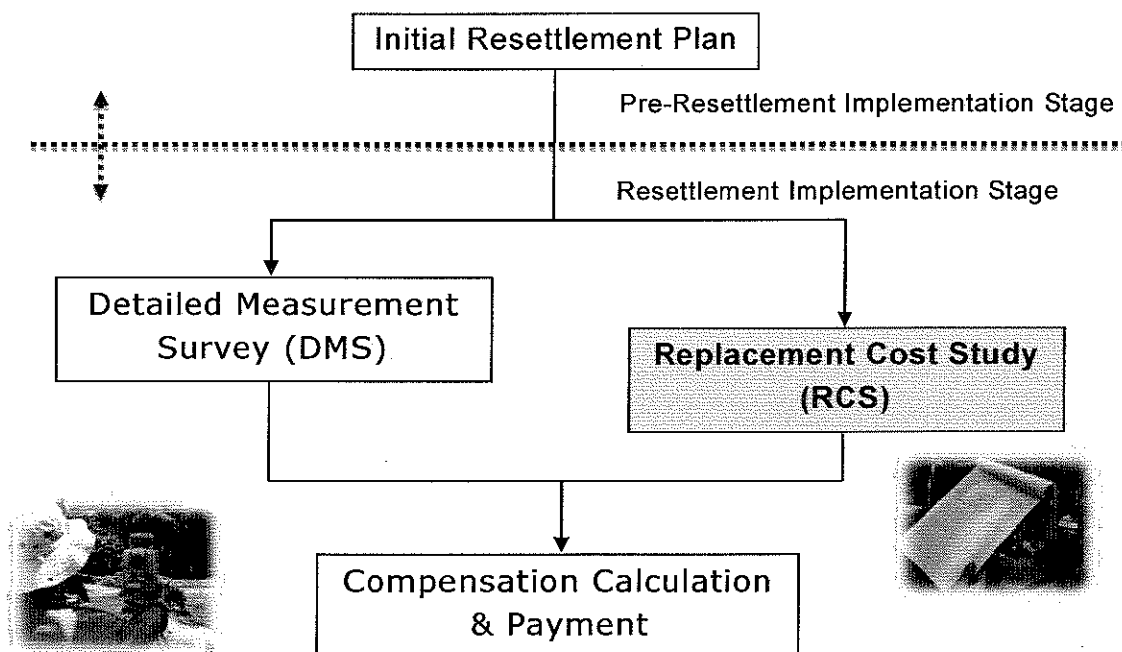 Initial Resettlement Plan
Pre-Resettlement Implementation Stage
Resettlement Implementation Stage
Detailed Measurement
Survey (DMS)
Replacement Cost Study
(RCS)
Compensation Calculation
& Payment